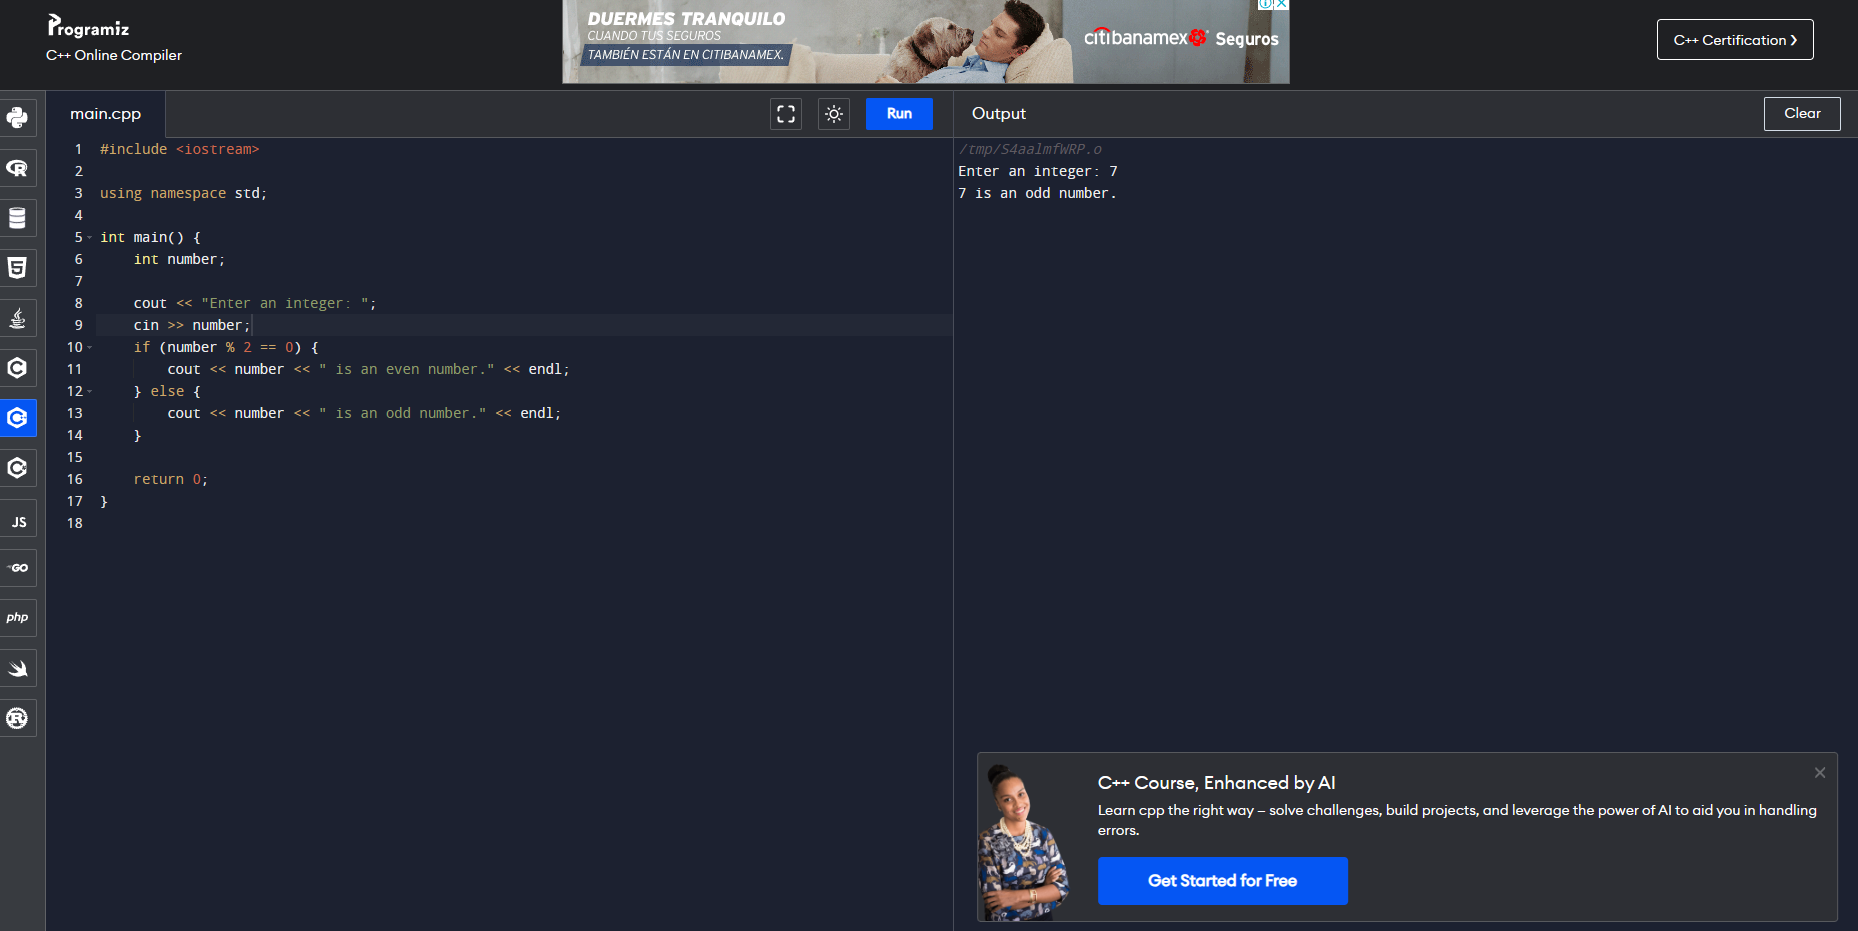 Programiz
C++ Online Compiler
DUERMES TRANQUILO
CUANDO TUS SEGUROS
TAMBIÉN ESTÁN EN CITIBANAMEX.
citibanamex Seguros
C++ Certification
main.cpp
Run
Output
Clear
1 #include <iostream>
2
3 using namespace std;
4
5 int main() {
6 int number;
7
8 cout << "Enter an integer: ";
9 cin >> number;
10 if (number % 2 == 0) {
11 cout << number << " is an even number." << endl;
12 } else {
13 cout << number << " is an odd number." << endl;
14 }
15
16 return 0;
17 }
18
/tmp/S4aalmfWRP.o
Enter an integer: 7
7 is an odd number.
JS
GO
php
C++ Course, Enhanced by AI
Learn cpp the right way – solve challenges, build projects, and leverage the power of AI to aid you in handling
errors.
Get Started for Free